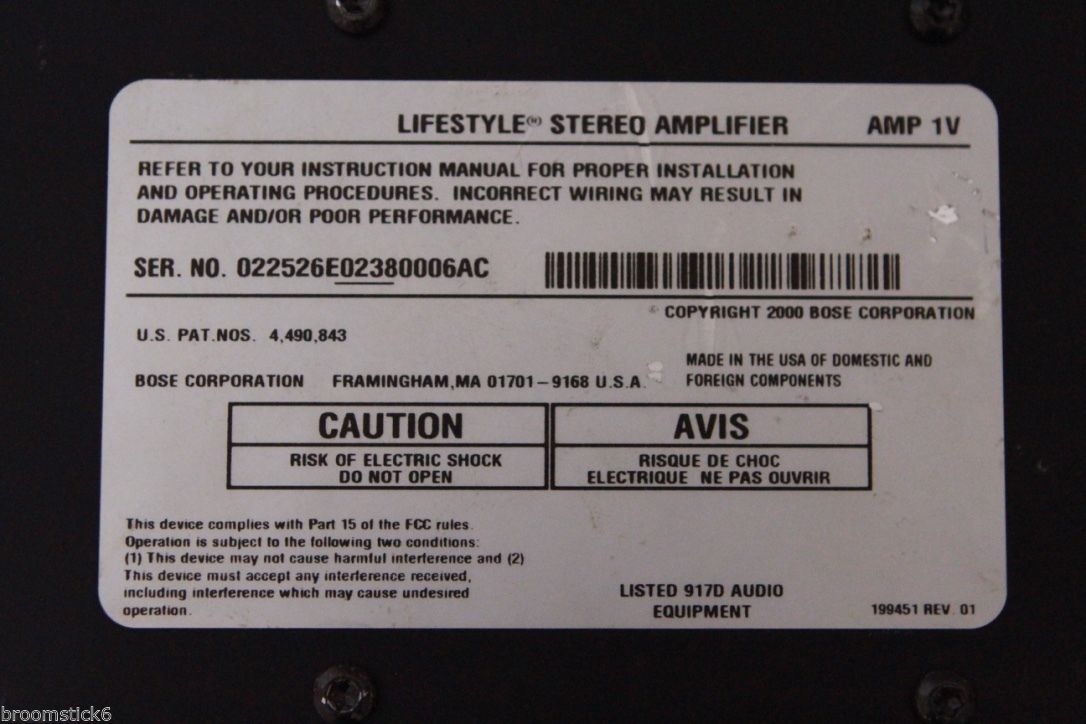 LIFESTYLE(R) STEREO AMPLIFIER AMP 1V
REFER TO YOUR INSTRUCTION MANUAL FOR PROPER INSTALLATION
AND OPERATING PROCEDURES. INCORRECT WIRING MAY RESULT IN
DAMAGE AND/OR POOR PERFORMANCE.
SER. NO. 022526E02380006AC
© COPYRIGHT 2000 BOSE CORPORATION
U.S. PAT.NOS. 4,490,843
MADE IN THE USA OF DOMESTIC AND
FOREIGN COMPONENTS
BOSE CORPORATION FRAMINGHAM,MA 01701-9168 U.S.A.
CAUTION
RISK OF ELECTRIC SHOCK
DO NOT OPEN
AVIS
RISQUE DE CHOC
ELECTRIQUE NE PAS OUVRIR
This device complies with Part 15 of the FCC rules.
Operation is subject to the following two conditions:
(1) This device may not cause harmful interference and (2)
This device must accept any interference received,
including interference which may cause undesired
operation.
LISTED 917D AUDIO
EQUIPMENT
199451 REV. 01
broomstick6